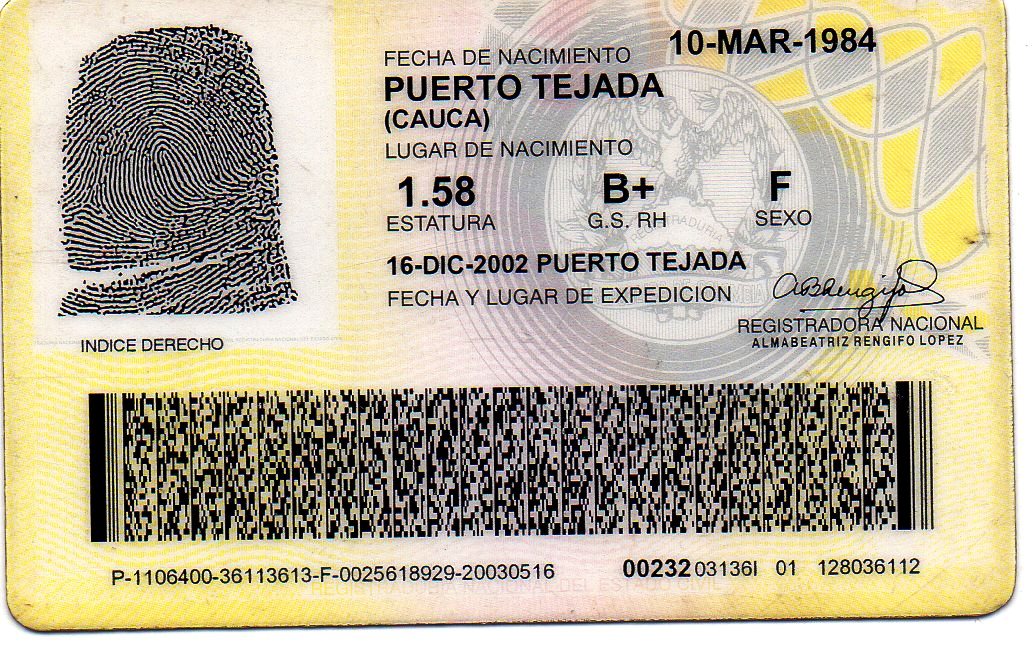 10-MAR-1984
FECHA DE NACIMIENTO
PUERTO TEJADA
(CAUCA)
LUGAR DE NACIMIENTO
1.58 B+ F
ESTATURA G.S. RH SEXO
16-DIC-2002 PUERTO TEJADA
FECHA Y LUGAR DE EXPEDICION
REGISTRADORA NACIONAL
ALMABEATRIZ RENGIFO LOPEZ
INDICE DERECHO
P-1106400-36113613-F-0025618929-20030516 00232 03136I 01 128036112